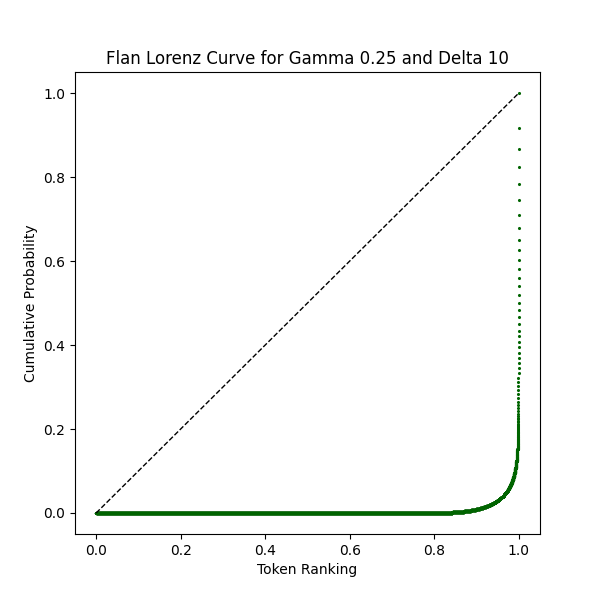 Flan Lorenz Curve for Gamma 0.25 and Delta 10
1.0
0.8
0.6
0.4
0.2
0.0
Cumulative Probability
0.0 0.2 0.4 0.6 0.8 1.0
Token Ranking